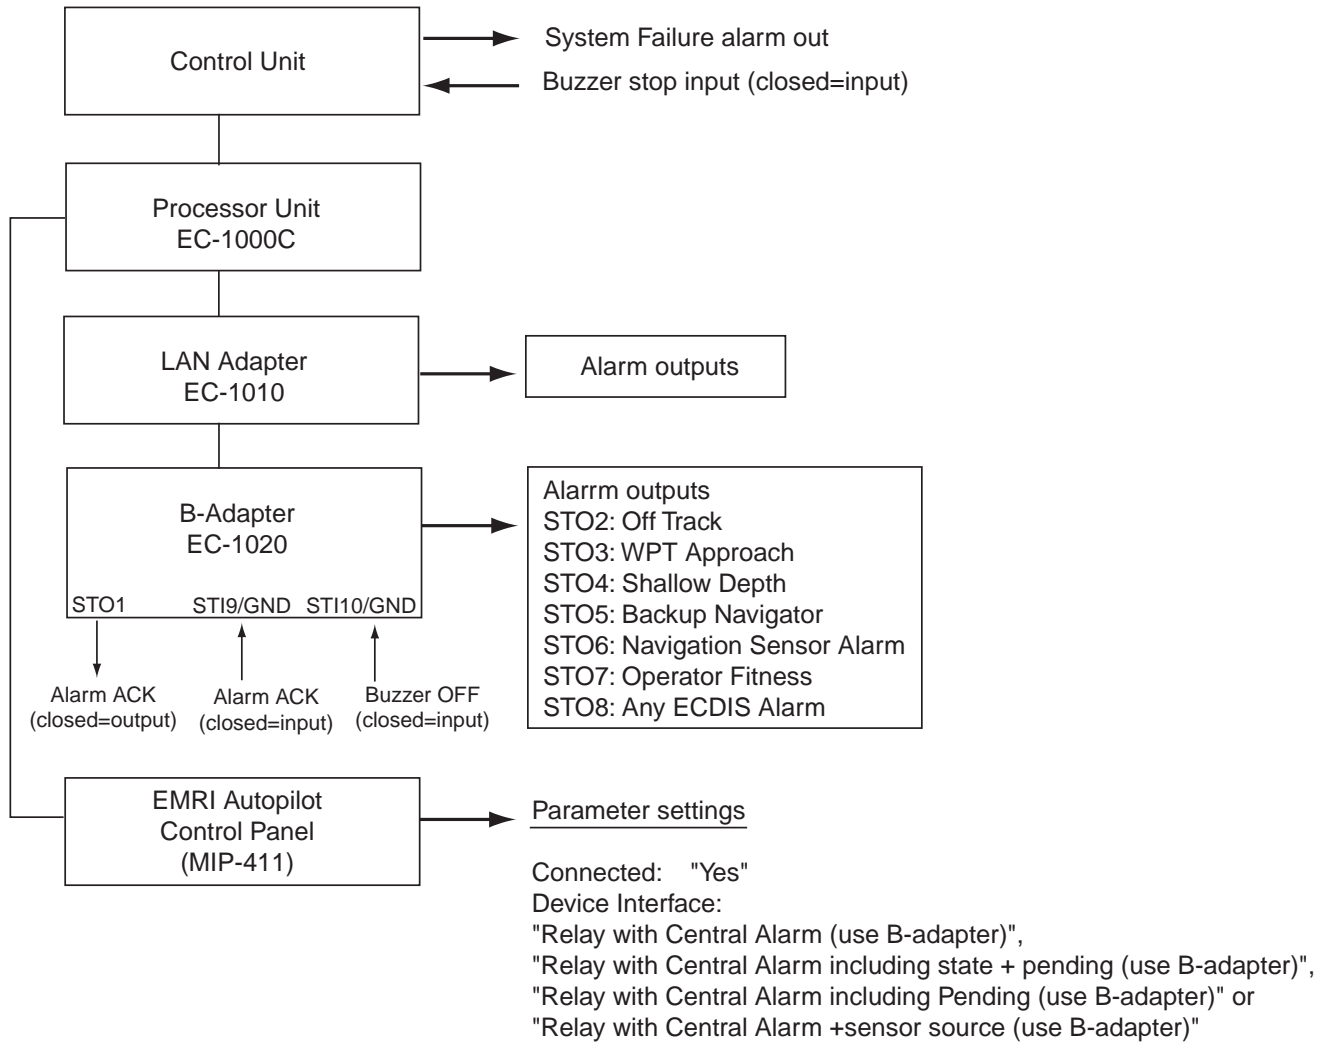 Control Unit
System Failure alarm out
Buzzer stop input (closed=input)
Processor Unit
EC-1000C
LAN Adapter
EC-1010
Alarm outputs
B-Adapter
EC-1020
STO1
STI9/GND
STI10/GND
Alarrm outputs
STO2: Off Track
STO3: WPT Approach
STO4: Shallow Depth
STO5: Backup Navigator
STO6: Navigation Sensor Alarm
STO7: Operator Fitness
STO8: Any ECDIS Alarm
Alarm ACK
(closed=output)
Alarm ACK
(closed=input)
Buzzer OFF
(closed=input)
EMRI Autopilot
Control Panel
(MIP-411)
Parameter settings
Connected: "Yes"
Device Interface:
"Relay with Central Alarm (use B-adapter)",
"Relay with Central Alarm including state + pending (use B-adapter)",
"Relay with Central Alarm including Pending (use B-adapter)" or
"Relay with Central Alarm +sensor source (use B-adapter)"